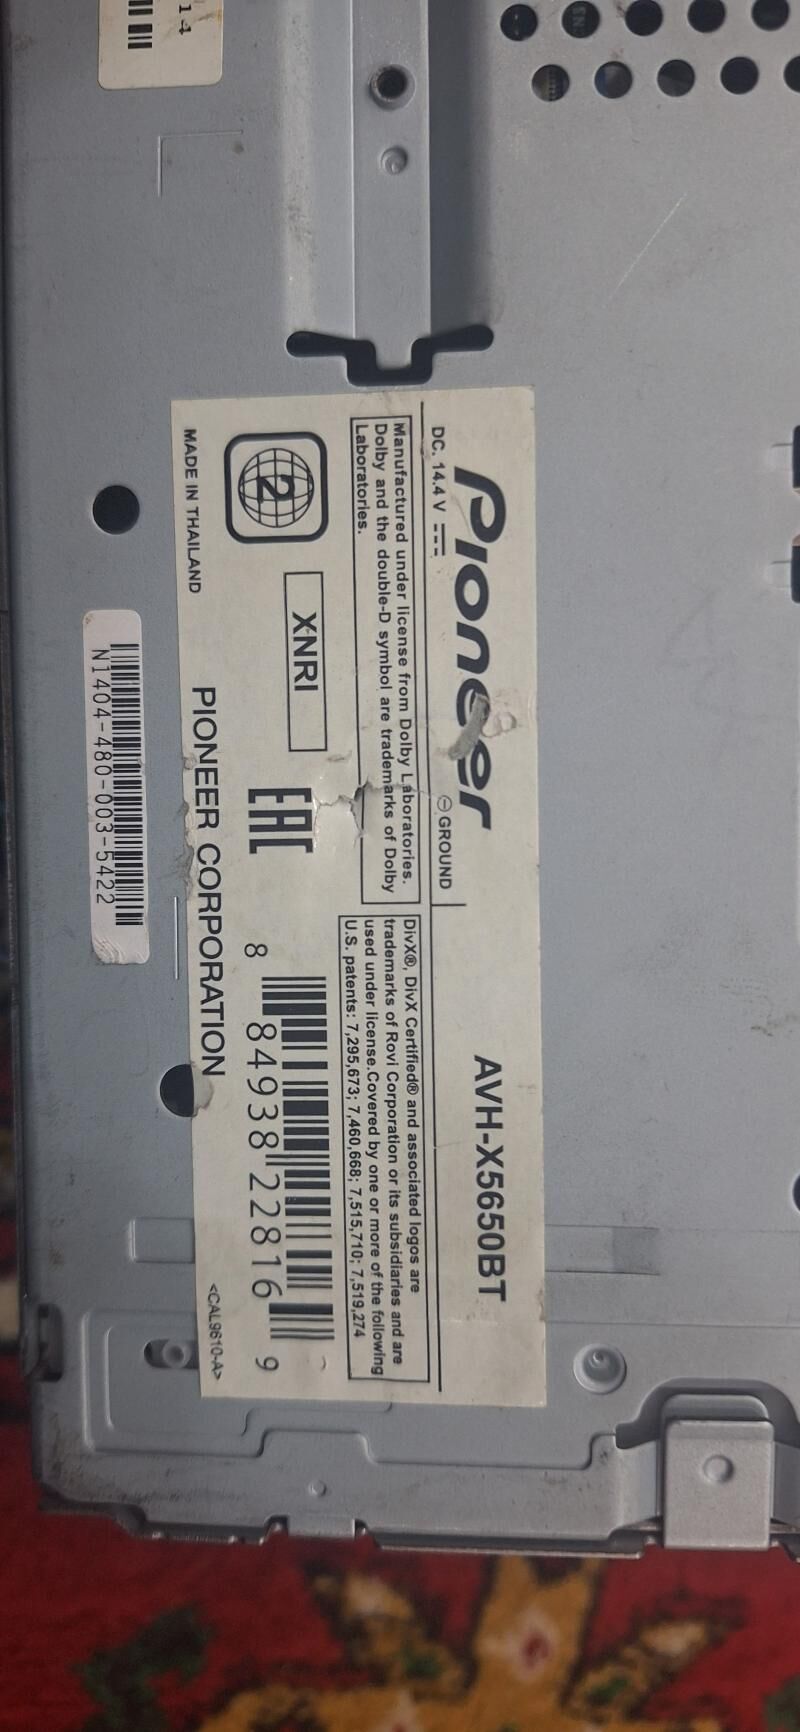 14
Pioneer
AVH-X5650BT
DC. 14.4 V
⊖ GROUND
Manufactured under license from Dolby Laboratories.
Dolby and the double-D symbol are trademarks of Dolby
Laboratories.
DivX®, DivX Certified® and associated logos are
trademarks of Rovi Corporation or its subsidiaries and are
used under license.Covered by one or more of the following
U.S. patents: 7,295,673; 7,460,668; 7,515,710; 7,519,274
2
XNRI
EAC
8 84938 22816 9
MADE IN THAILAND
PIONEER CORPORATION
<CAL9610-A>
N1404-480-003-5422